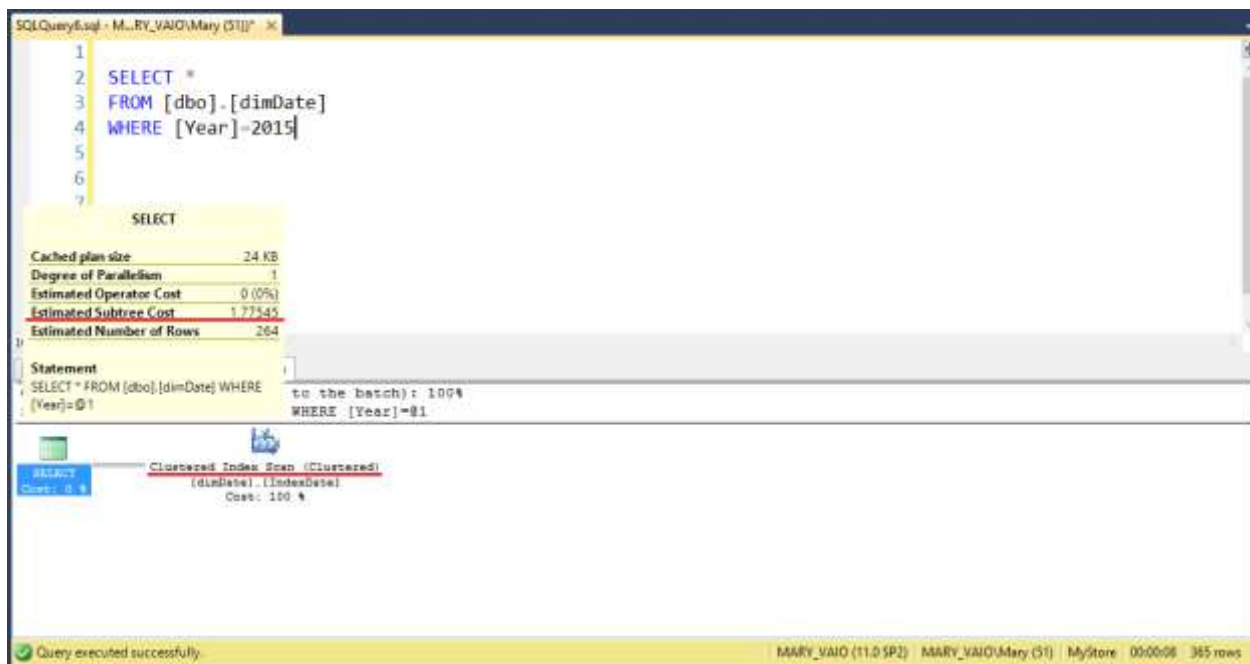 SQLQuery6.sql - M...RY_VAIO\Mary (51))* ×
1
2 SELECT *
3 FROM [dbo].[dimDate]
4 WHERE [Year]=2015
5
6
7
SELECT
Cached plan size 24 KB
Degree of Parallelism 1
Estimated Operator Cost 0 (0%)
Estimated Subtree Cost 1.77545
Estimated Number of Rows 264
Statement
SELECT * FROM [dbo].[dimDate] WHERE
[Year]=@1
to the batch): 100%
WHERE [Year]=@1
SELECT
Cost: 0 %
Clustered Index Scan (Clustered)
[dimDate].[IndexDate]
Cost: 100 %
Query executed successfully.
MARY_VAIO (11.0 SP2) MARY_VAIO\Mary (51) MyStore 00:00:08 365 rows